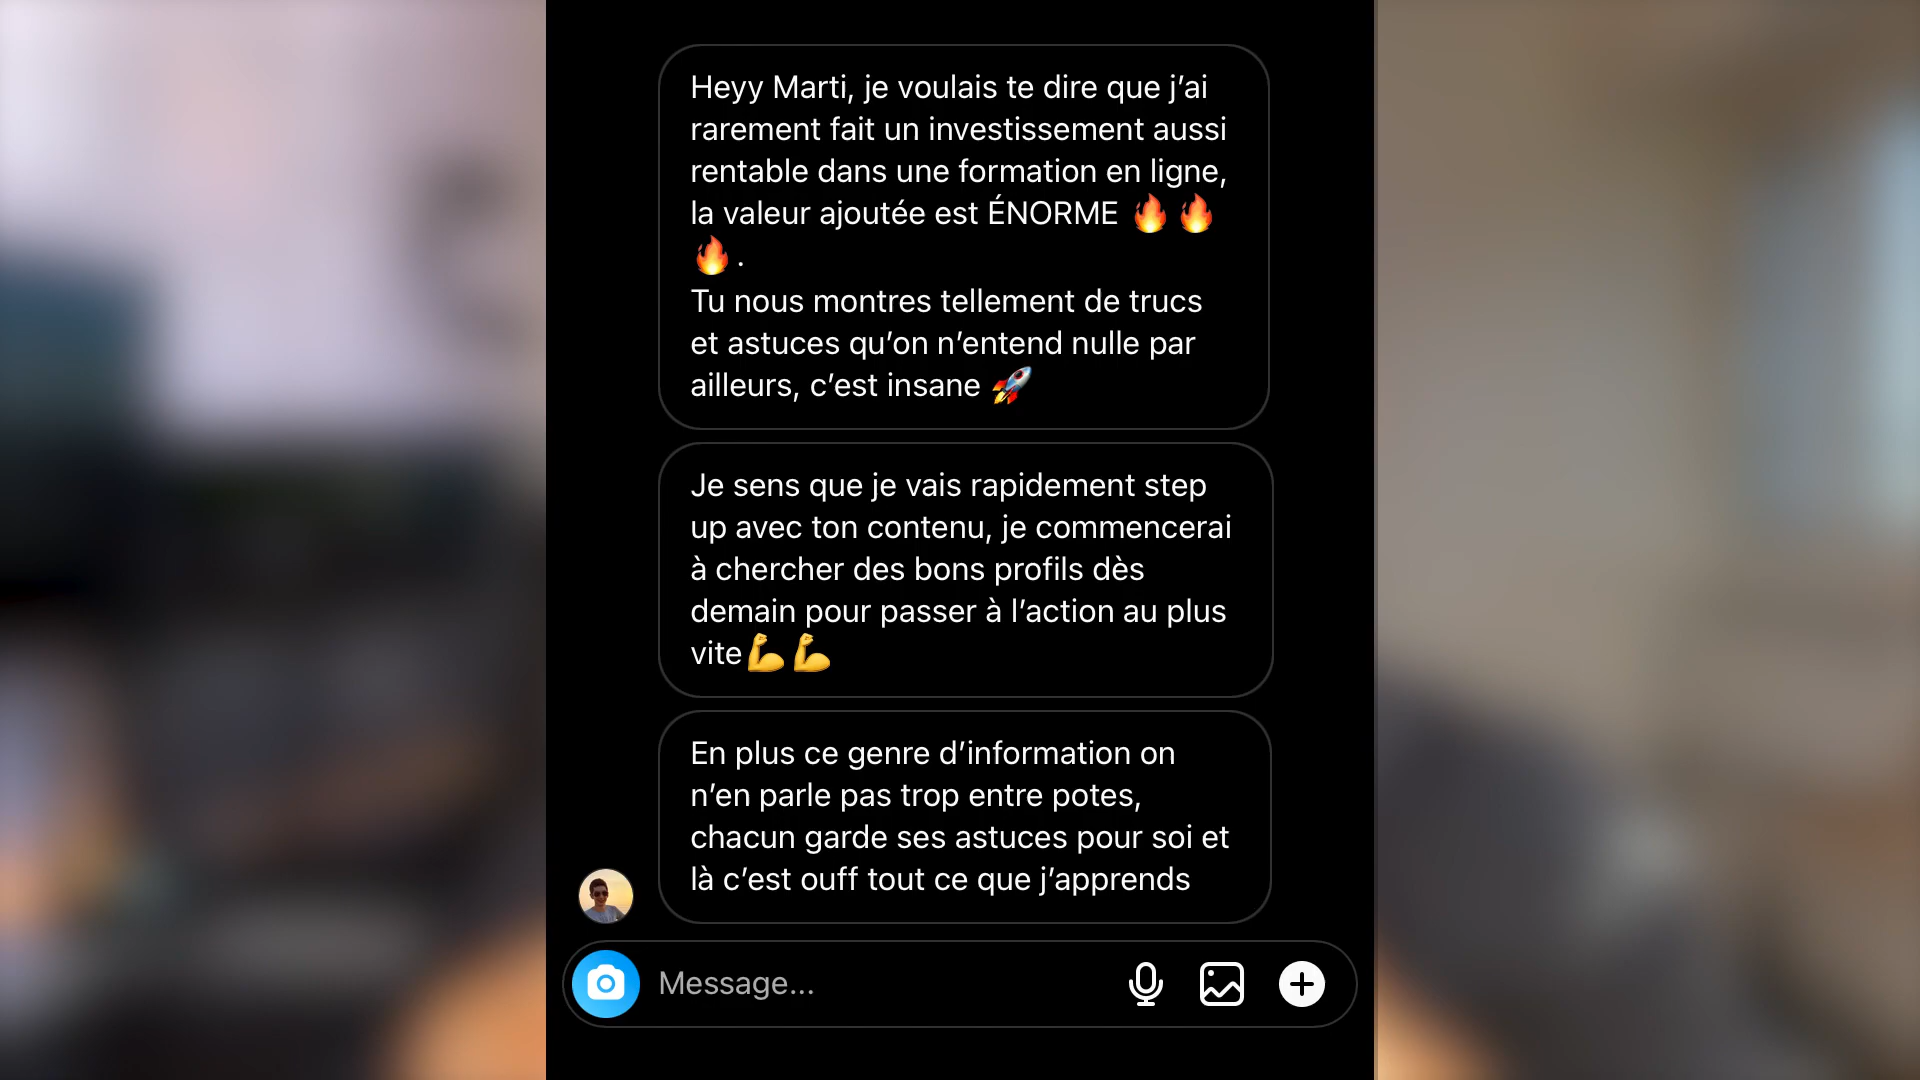 Heyy Marti, je voulais te dire que j’ai
rarement fait un investissement aussi
rentable dans une formation en ligne,
la valeur ajoutée est ÉNORME 🔥🔥
🔥.
Tu nous montres tellement de trucs
et astuces qu’on n’entend nulle par
ailleurs, c’est insane 🚀
Je sens que je vais rapidement step
up avec ton contenu, je commencerai
à chercher des bons profils dès
demain pour passer à l’action au plus
vite💪💪
En plus ce genre d’information on
n’en parle pas trop entre potes,
chacun garde ses astuces pour soi et
là c’est ouff tout ce que j’apprends
Message...